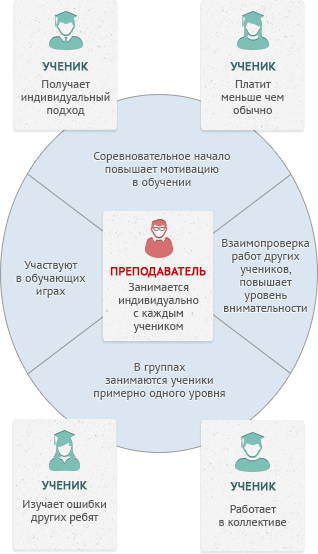 УЧЕНИК
Получает
индивидуальный
подход
УЧЕНИК
Платит
меньше чем
обычно
Соревновательное начало
повышает мотивацию
в обучении
Участвуют
в обучающих
играх
ПРЕПОДАВАТЕЛЬ
Занимается
индивидуально
с каждым
учеником
Взаимопроверка
работ других
учеников,
повышает
уровень
внимательности
В группах
занимаются ученики
примерно одного уровня
УЧЕНИК
Изучает ошибки
других ребят
УЧЕНИК
Работает
в коллективе